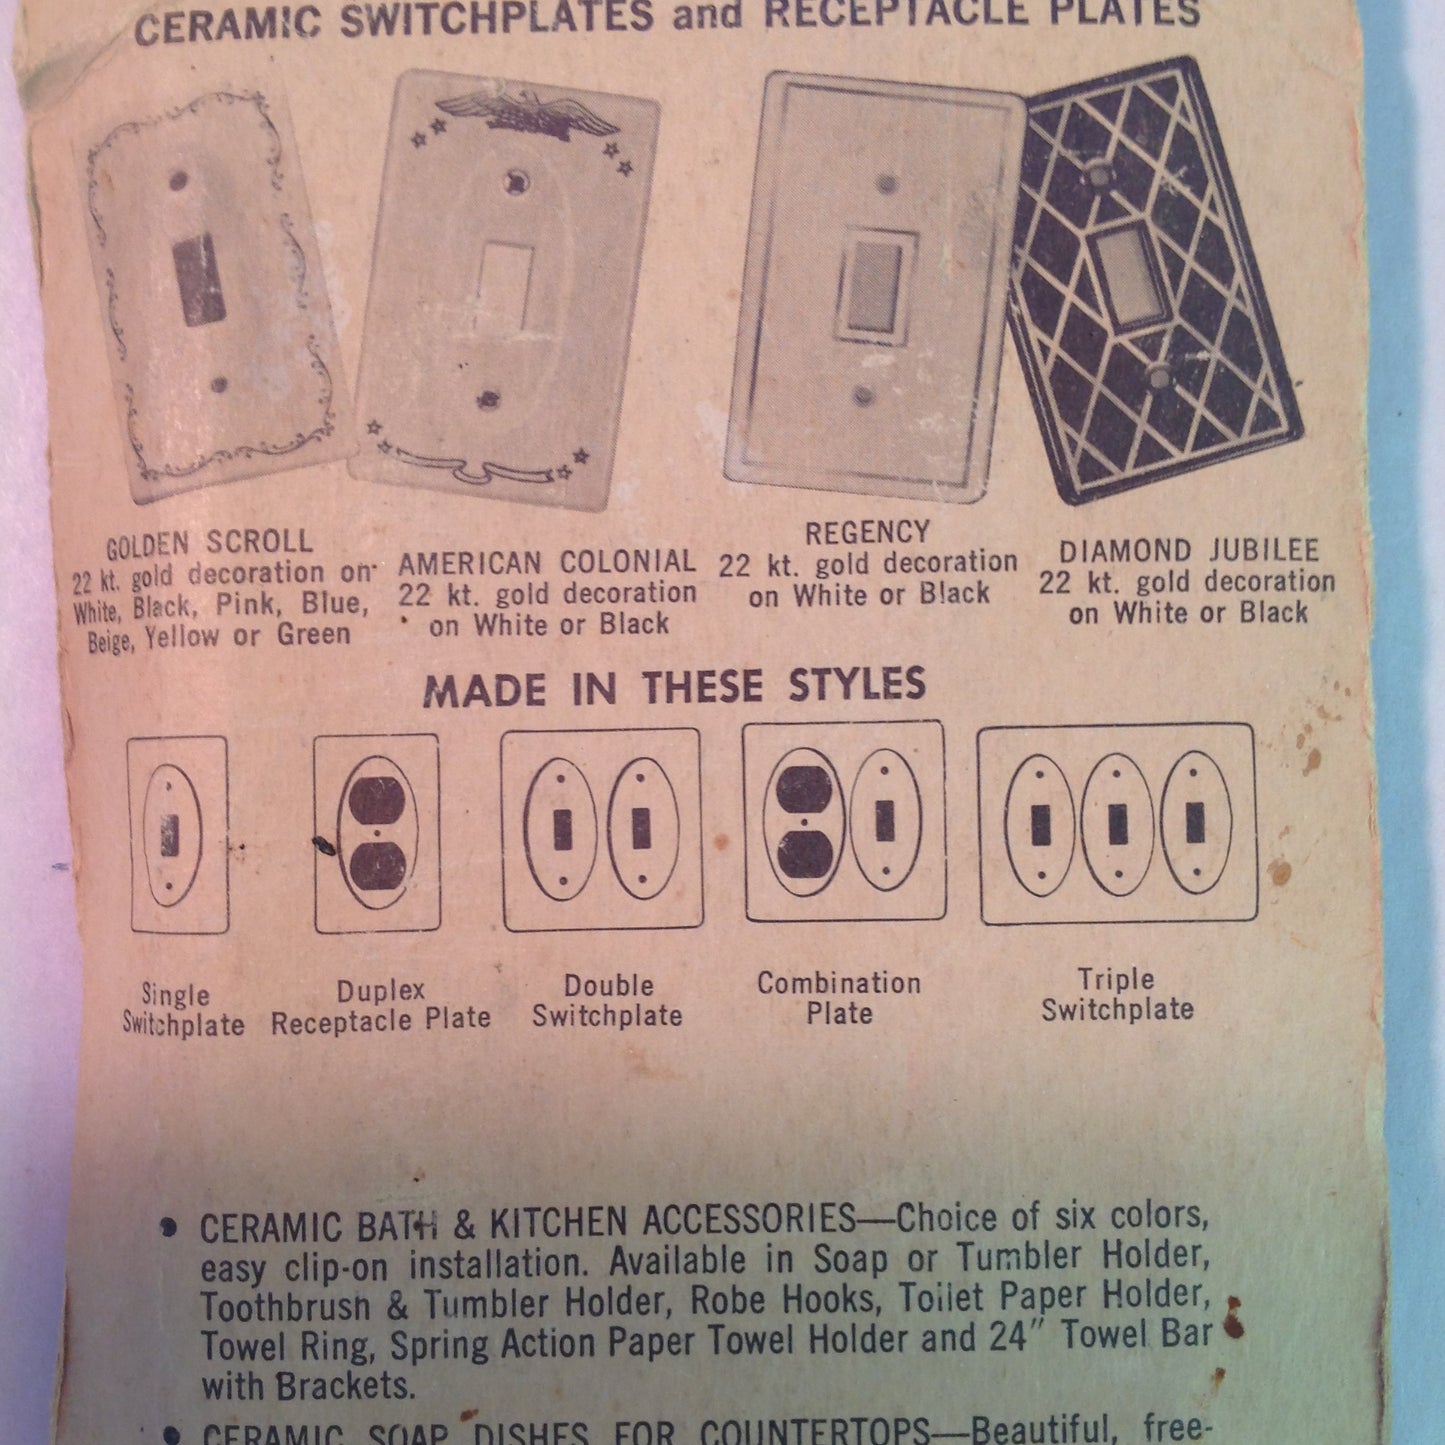 CERAMIC SWITCHPLATES and RECEPTACLE PLATES
GOLDEN SCROLL
22 kt. gold decoration on
White, Black, Pink, Blue,
Beige, Yellow or Green
AMERICAN COLONIAL
22 kt. gold decoration
on White or Black
REGENCY
22 kt. gold decoration
on White or Black
DIAMOND JUBILEE
22 kt. gold decoration
on White or Black
MADE IN THESE STYLES
Single
Switchplate
Duplex
Receptacle Plate
Double
Switchplate
Combination
Plate
Triple
Switchplate
• CERAMIC BATH & KITCHEN ACCESSORIES—Choice of six colors,
easy clip-on installation. Available in Soap or Tumbler Holder,
Toothbrush & Tumbler Holder, Robe Hooks, Toilet Paper Holder,
Towel Ring, Spring Action Paper Towel Holder and 24" Towel Bar
with Brackets.
• CERAMIC SOAP DISHES FOR COUNTERTOPS—Beautiful, free-